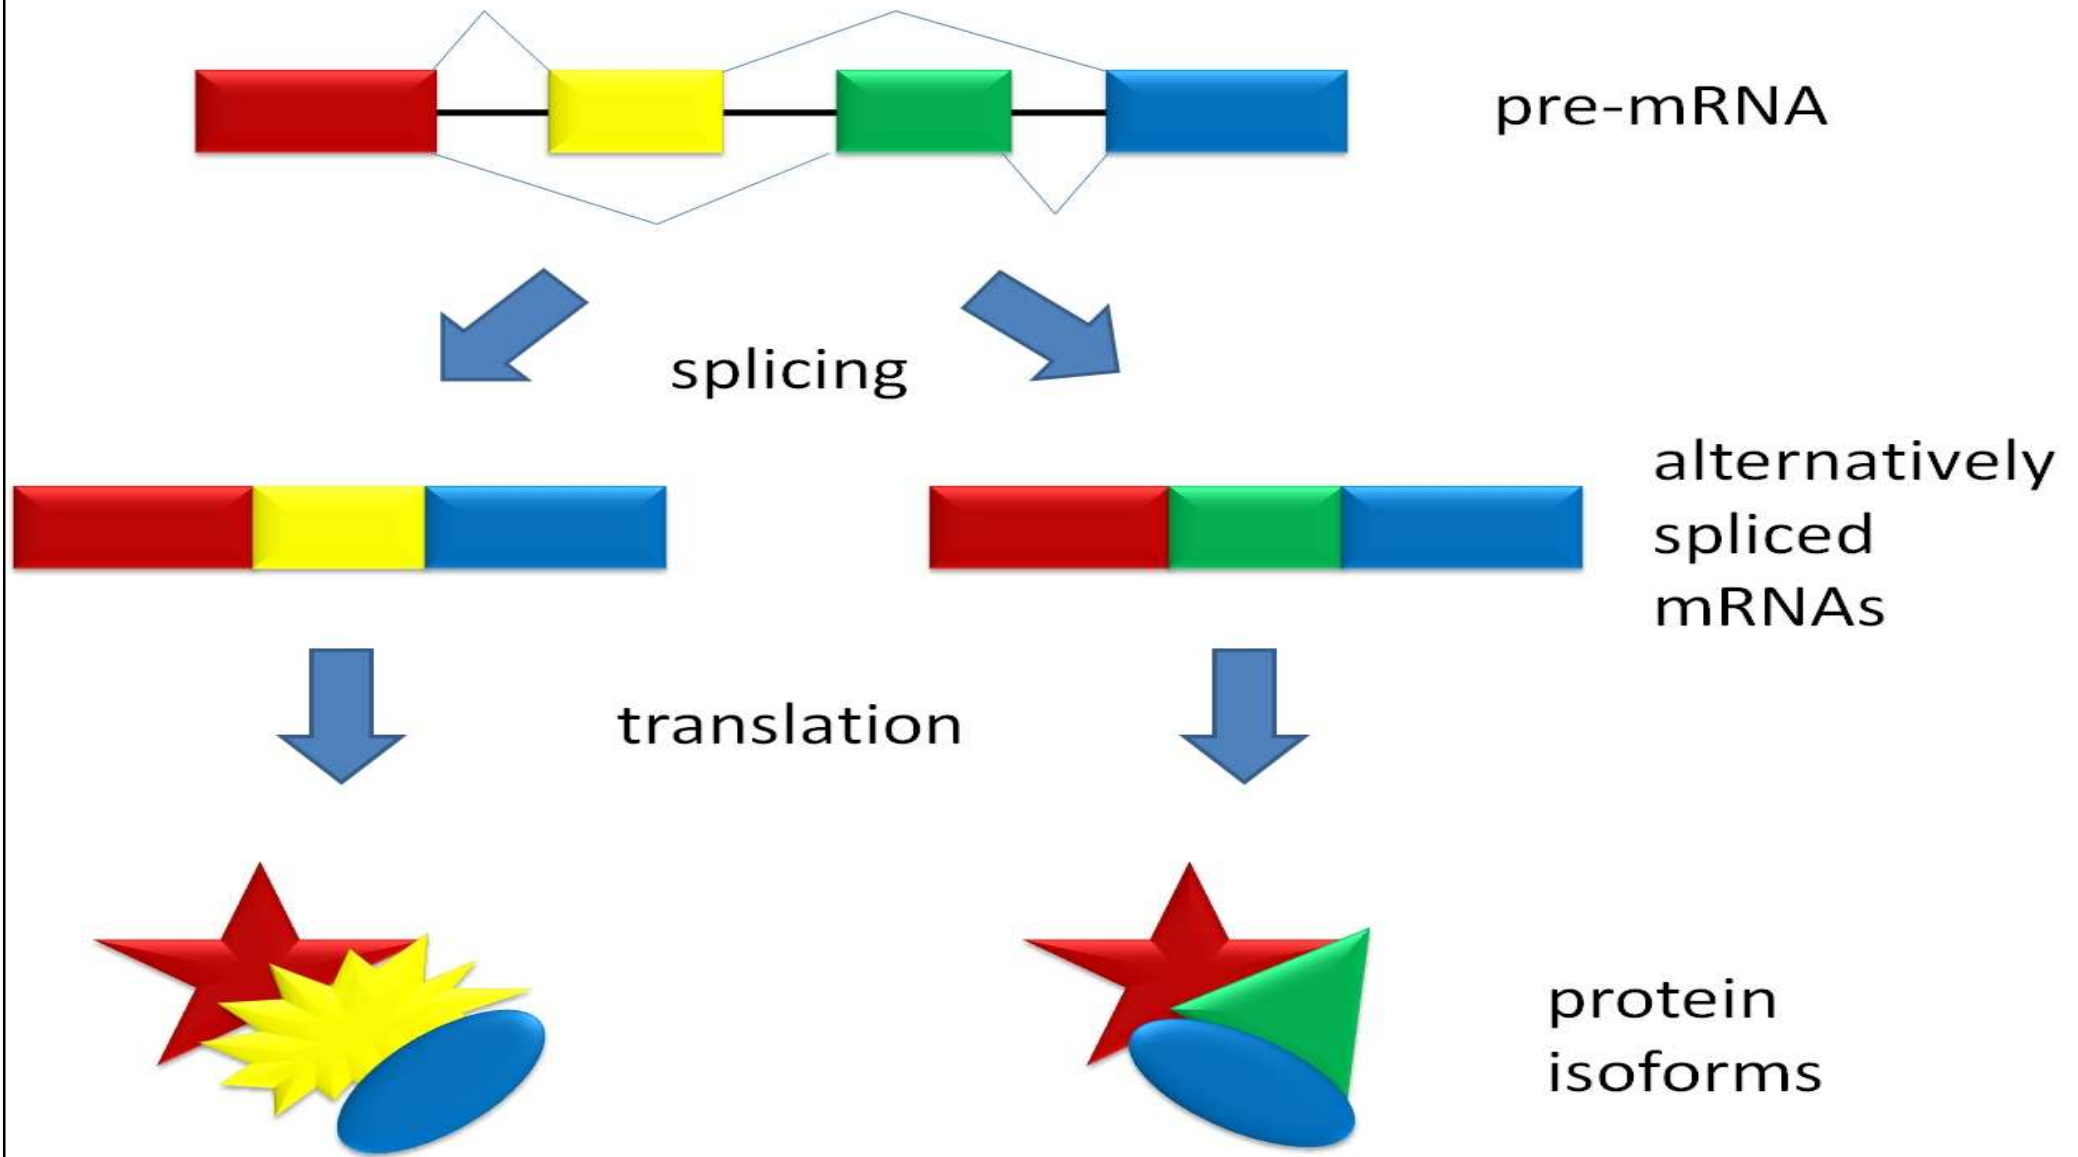 pre-mRNA
splicing
alternatively
spliced
mRNAs
translation
protein
isoforms